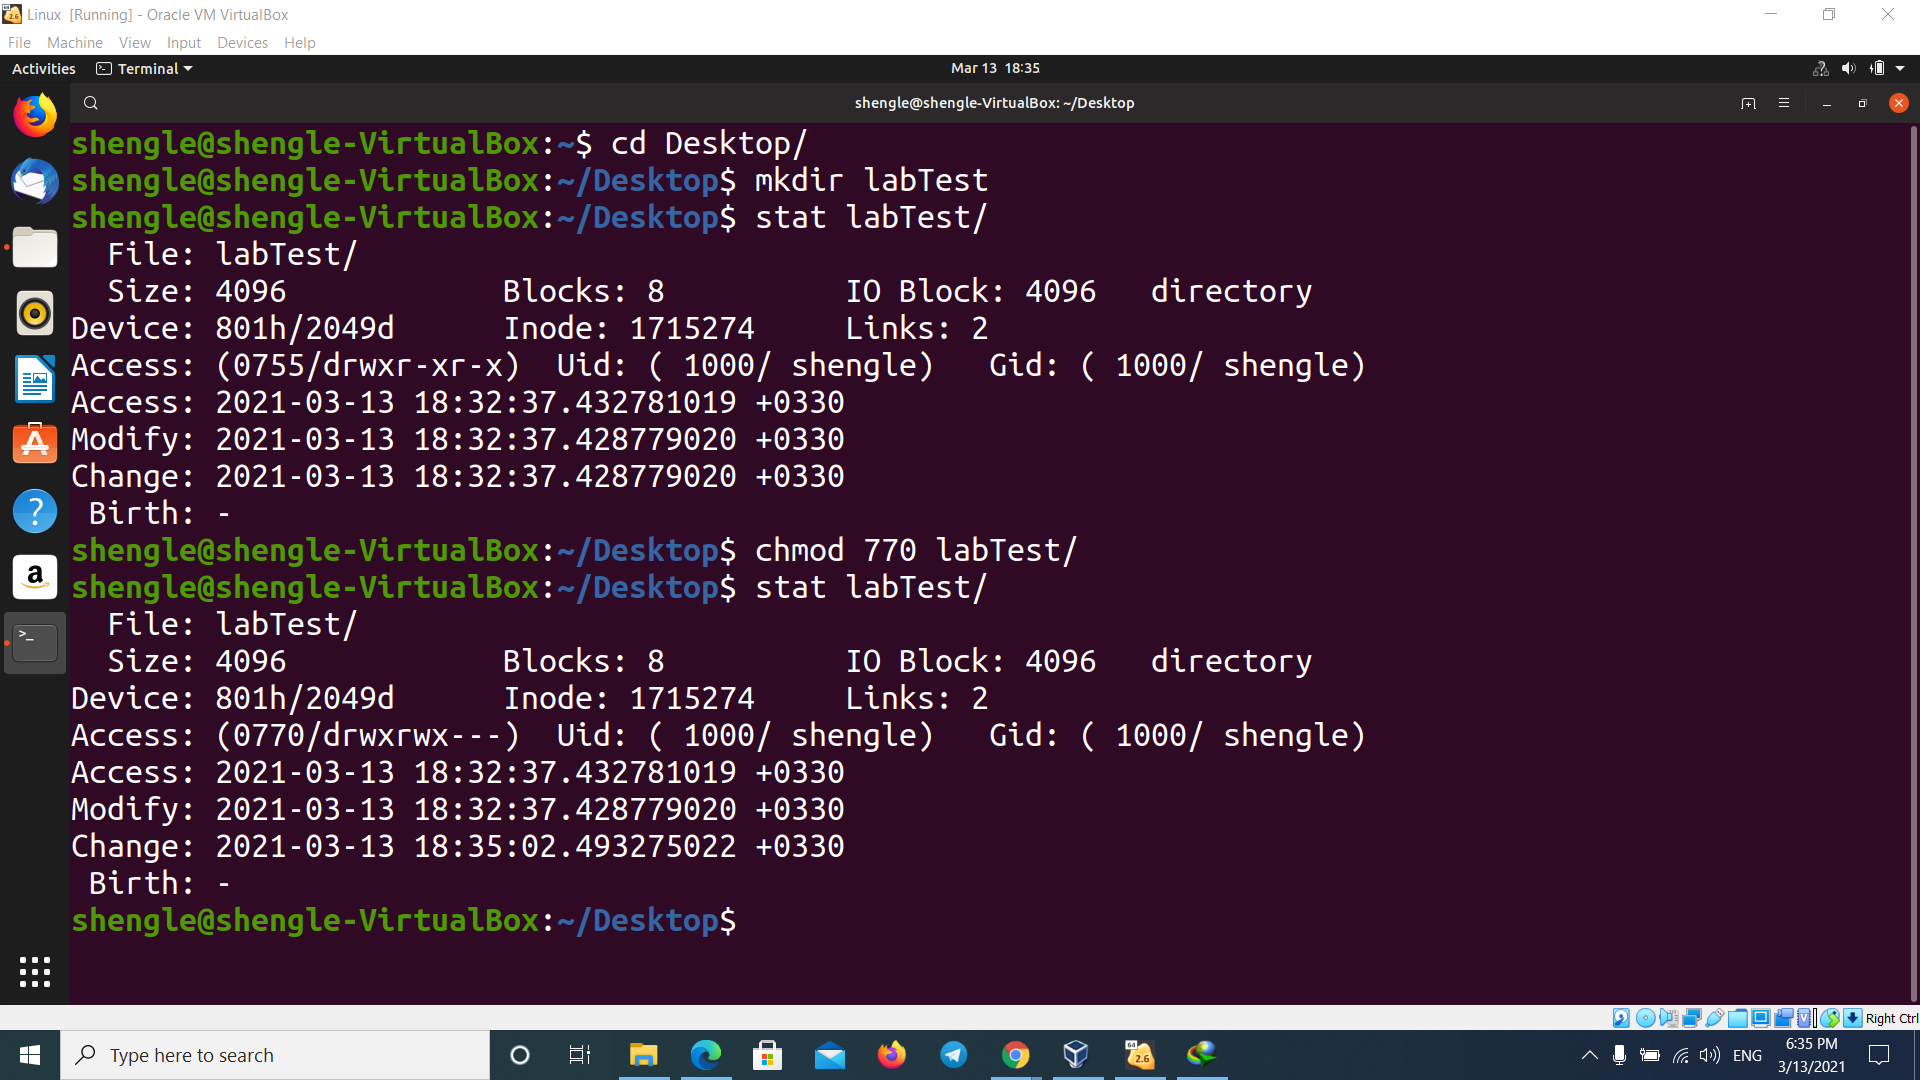 Linux [Running] - Oracle VM VirtualBox
File Machine View Input Devices Help
Activities Terminal Mar 13 18:35
shengle@shengle-VirtualBox: ~/Desktop
shengle@shengle-VirtualBox:~$ cd Desktop/
shengle@shengle-VirtualBox:~/Desktop$ mkdir labTest
shengle@shengle-VirtualBox:~/Desktop$ stat labTest/
File: labTest/
Size: 4096 Blocks: 8 IO Block: 4096 directory
Device: 801h/2049d Inode: 1715274 Links: 2
Access: (0755/drwxr-xr-x) Uid: ( 1000/ shengle) Gid: ( 1000/ shengle)
Access: 2021-03-13 18:32:37.432781019 +0330
Modify: 2021-03-13 18:32:37.428779020 +0330
Change: 2021-03-13 18:32:37.428779020 +0330
Birth: -
shengle@shengle-VirtualBox:~/Desktop$ chmod 770 labTest/
shengle@shengle-VirtualBox:~/Desktop$ stat labTest/
File: labTest/
Size: 4096 Blocks: 8 IO Block: 4096 directory
Device: 801h/2049d Inode: 1715274 Links: 2
Access: (0770/drwxrwx---) Uid: ( 1000/ shengle) Gid: ( 1000/ shengle)
Access: 2021-03-13 18:32:37.432781019 +0330
Modify: 2021-03-13 18:32:37.428779020 +0330
Change: 2021-03-13 18:35:02.493275022 +0330
Birth: -
shengle@shengle-VirtualBox:~/Desktop$
Right Ctrl
Type here to search
ENG
6:35 PM
3/13/2021